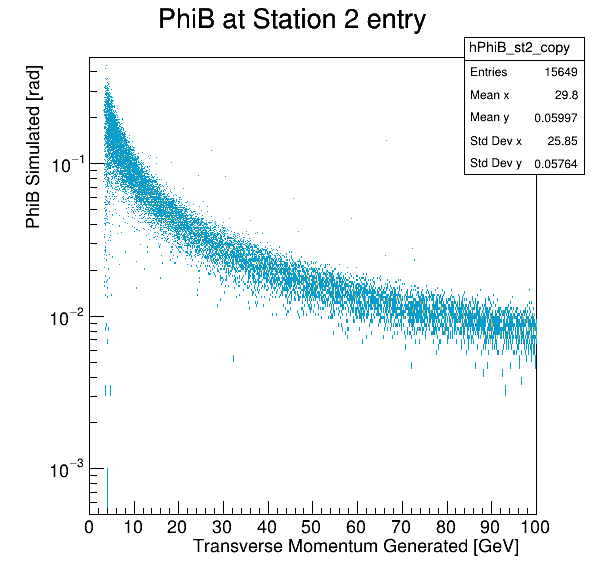 PhiB at Station 2 entry
hPhiB_st2_copy
Entries 15649
Mean x 29.8
Mean y 0.05997
Std Dev x 25.85
Std Dev y 0.05764
PhiB Simulated [rad]
10−1
10−2
10−3
0 10 20 30 40 50 60 70 80 90 100
Transverse Momentum Generated [GeV]